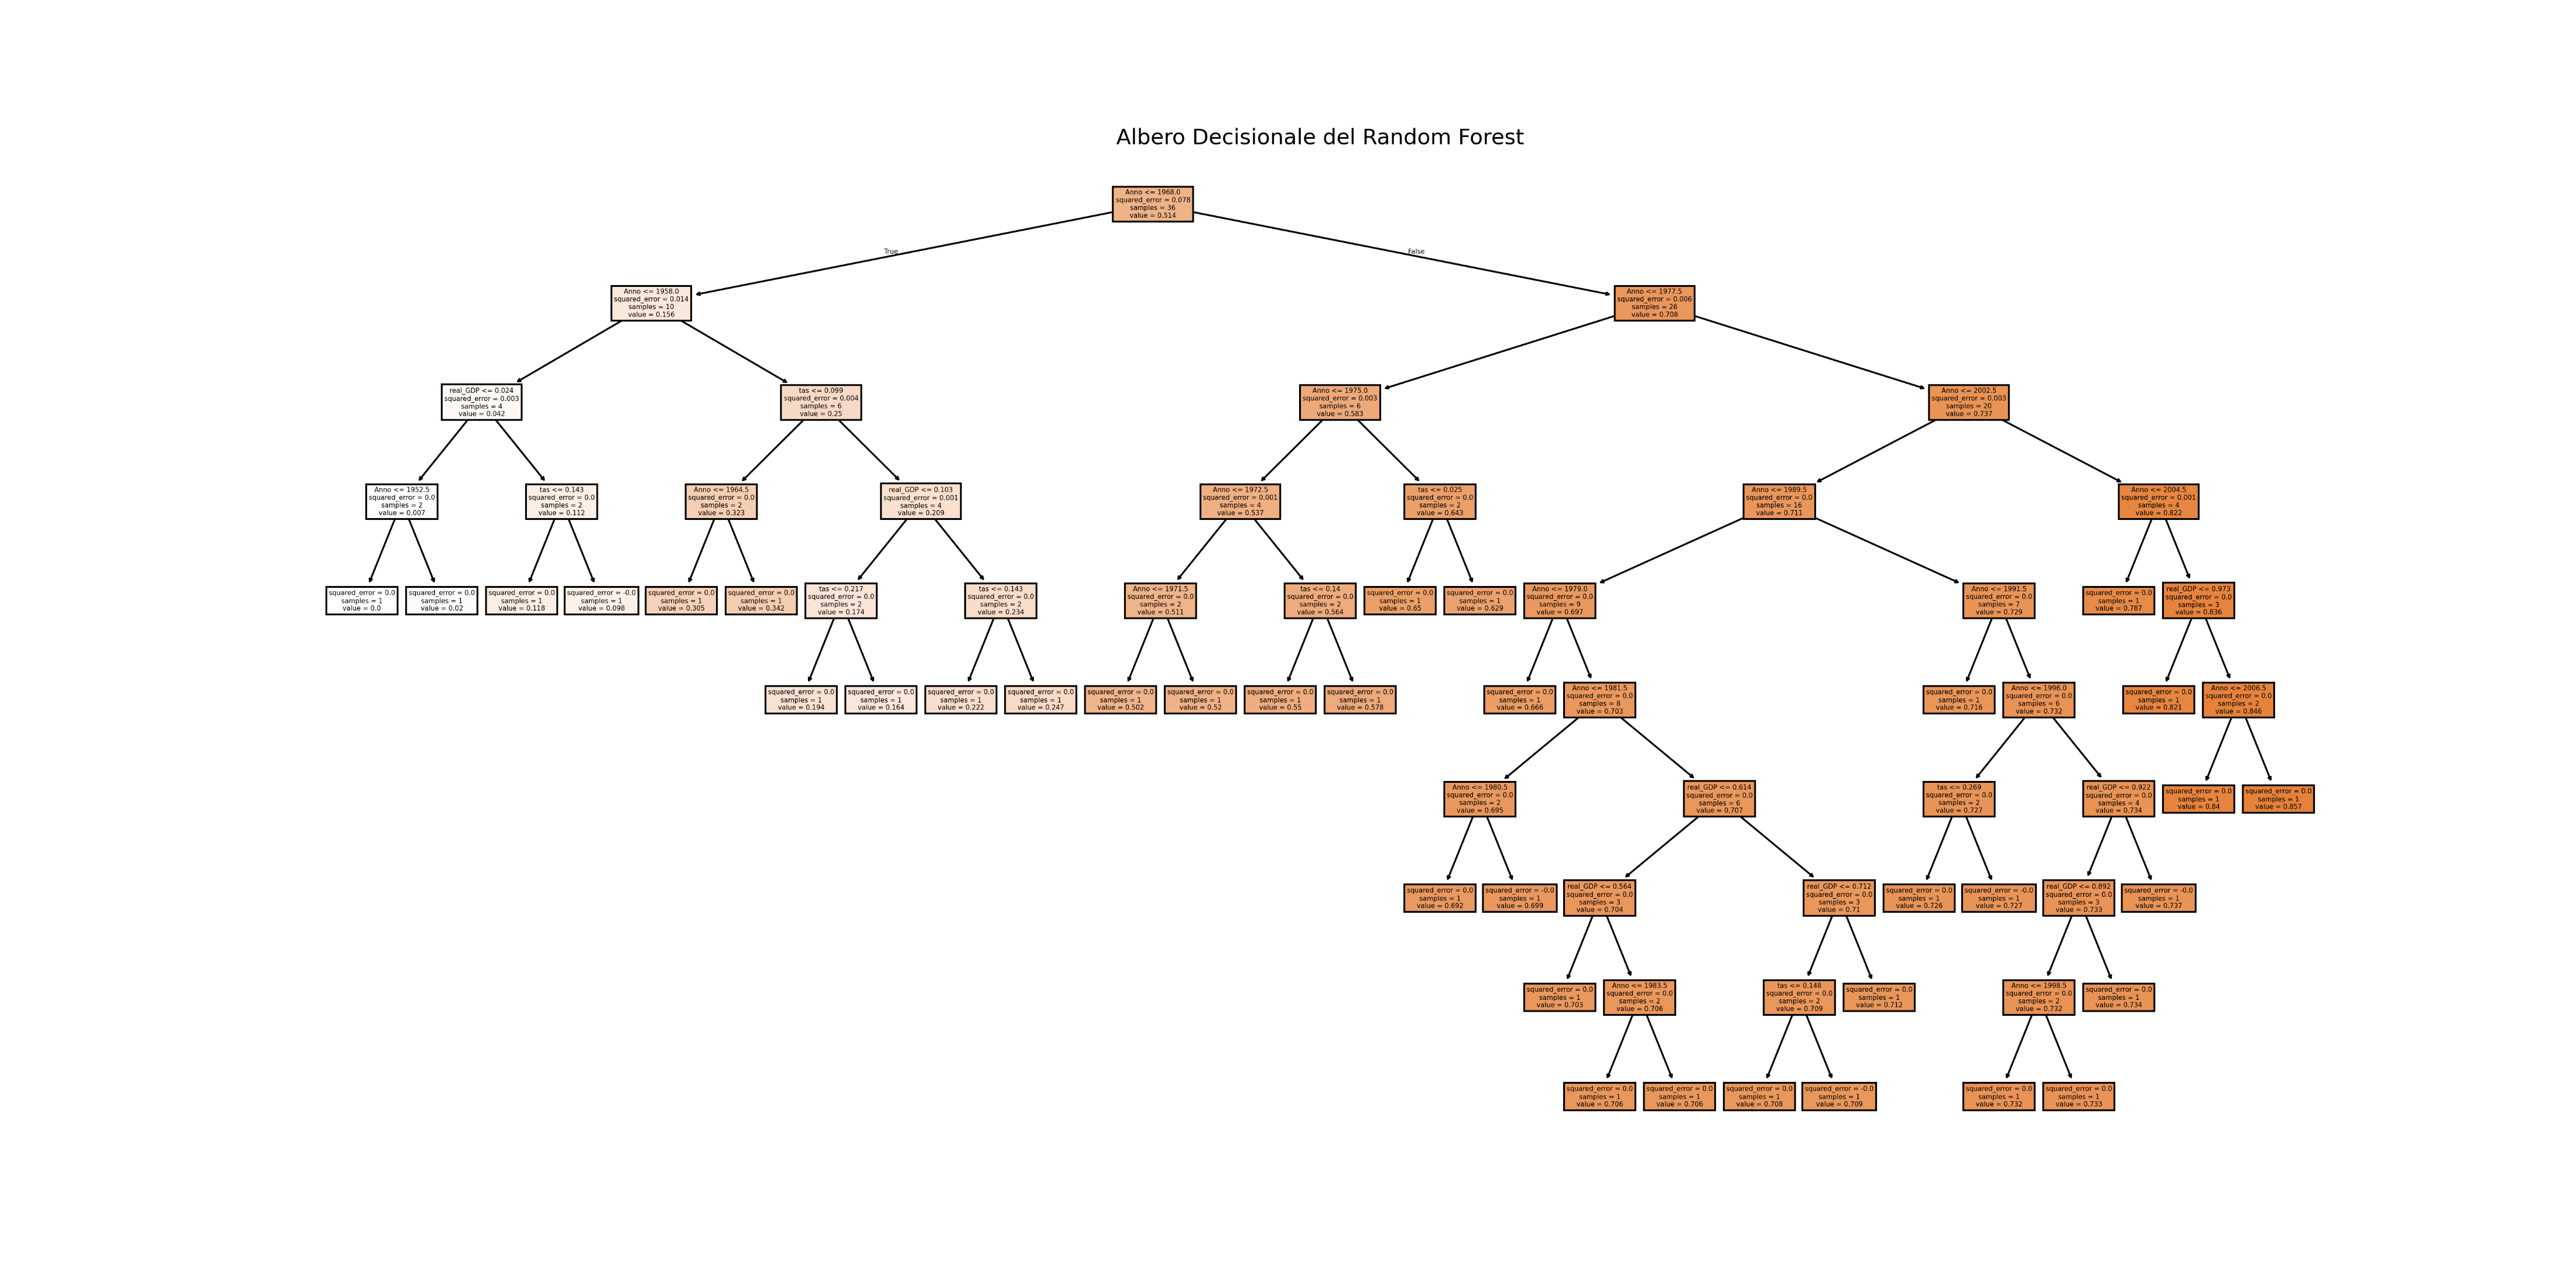 Albero Decisionale del Random Forest
Anno <= 1968.0
squared_error = 0.078
samples = 36
value = 0.514
True
False
Anno <= 1958.0
squared_error = 0.014
samples = 10
value = 0.156
Anno <= 1977.5
squared_error = 0.006
samples = 26
value = 0.708
real_GDP <= 0.024
squared_error = 0.003
samples = 4
value = 0.042
tas <= 0.099
squared_error = 0.004
samples = 6
value = 0.25
Anno <= 1975.0
squared_error = 0.003
samples = 6
value = 0.583
Anno <= 2002.5
squared_error = 0.003
samples = 20
value = 0.737
Anno <= 1952.5
squared_error = 0.0
samples = 2
value = 0.007
tas <= 0.143
squared_error = 0.0
samples = 2
value = 0.112
Anno <= 1964.5
squared_error = 0.0
samples = 2
value = 0.323
real_GDP <= 0.103
squared_error = 0.001
samples = 4
value = 0.209
Anno <= 1972.5
squared_error = 0.001
samples = 4
value = 0.537
tas <= 0.025
squared_error = 0.0
samples = 2
value = 0.643
Anno <= 1989.5
squared_error = 0.0
samples = 16
value = 0.711
Anno <= 2004.5
squared_error = 0.001
samples = 4
value = 0.822
squared_error = 0.0
samples = 1
value = 0.0
squared_error = 0.0
samples = 1
value = 0.02
squared_error = 0.0
samples = 1
value = 0.118
squared_error = -0.0
samples = 1
value = 0.098
squared_error = 0.0
samples = 1
value = 0.305
squared_error = 0.0
samples = 1
value = 0.342
tas <= 0.217
squared_error = 0.0
samples = 2
value = 0.174
tas <= 0.143
squared_error = 0.0
samples = 2
value = 0.234
Anno <= 1971.5
squared_error = 0.0
samples = 2
value = 0.511
tas <= 0.14
squared_error = 0.0
samples = 2
value = 0.564
squared_error = 0.0
samples = 1
value = 0.65
squared_error = 0.0
samples = 1
value = 0.629
Anno <= 1979.0
squared_error = 0.0
samples = 9
value = 0.697
Anno <= 1991.5
squared_error = 0.0
samples = 7
value = 0.729
squared_error = 0.0
samples = 1
value = 0.787
real_GDP <= 0.973
squared_error = 0.0
samples = 3
value = 0.836
squared_error = 0.0
samples = 1
value = 0.194
squared_error = 0.0
samples = 1
value = 0.164
squared_error = 0.0
samples = 1
value = 0.222
squared_error = 0.0
samples = 1
value = 0.247
squared_error = 0.0
samples = 1
value = 0.502
squared_error = 0.0
samples = 1
value = 0.52
squared_error = 0.0
samples = 1
value = 0.55
squared_error = 0.0
samples = 1
value = 0.578
squared_error = 0.0
samples = 1
value = 0.666
Anno <= 1981.5
squared_error = 0.0
samples = 8
value = 0.703
squared_error = 0.0
samples = 1
value = 0.716
Anno <= 1996.0
squared_error = 0.0
samples = 6
value = 0.732
squared_error = 0.0
samples = 1
value = 0.821
Anno <= 2006.5
squared_error = 0.0
samples = 2
value = 0.846
Anno <= 1980.5
squared_error = 0.0
samples = 2
value = 0.695
real_GDP <= 0.614
squared_error = 0.0
samples = 6
value = 0.707
tas <= 0.269
squared_error = 0.0
samples = 2
value = 0.727
real_GDP <= 0.922
squared_error = 0.0
samples = 4
value = 0.734
squared_error = 0.0
samples = 1
value = 0.84
squared_error = 0.0
samples = 1
value = 0.857
squared_error = 0.0
samples = 1
value = 0.692
squared_error = -0.0
samples = 1
value = 0.699
real_GDP <= 0.564
squared_error = 0.0
samples = 3
value = 0.704
real_GDP <= 0.712
squared_error = 0.0
samples = 3
value = 0.71
squared_error = 0.0
samples = 1
value = 0.726
squared_error = -0.0
samples = 1
value = 0.727
real_GDP <= 0.892
squared_error = 0.0
samples = 3
value = 0.733
squared_error = -0.0
samples = 1
value = 0.737
squared_error = 0.0
samples = 1
value = 0.703
Anno <= 1983.5
squared_error = 0.0
samples = 2
value = 0.706
tas <= 0.148
squared_error = 0.0
samples = 2
value = 0.709
squared_error = 0.0
samples = 1
value = 0.712
Anno <= 1998.5
squared_error = 0.0
samples = 2
value = 0.732
squared_error = 0.0
samples = 1
value = 0.734
squared_error = 0.0
samples = 1
value = 0.706
squared_error = 0.0
samples = 1
value = 0.706
squared_error = 0.0
samples = 1
value = 0.708
squared_error = -0.0
samples = 1
value = 0.709
squared_error = 0.0
samples = 1
value = 0.732
squared_error = 0.0
samples = 1
value = 0.733